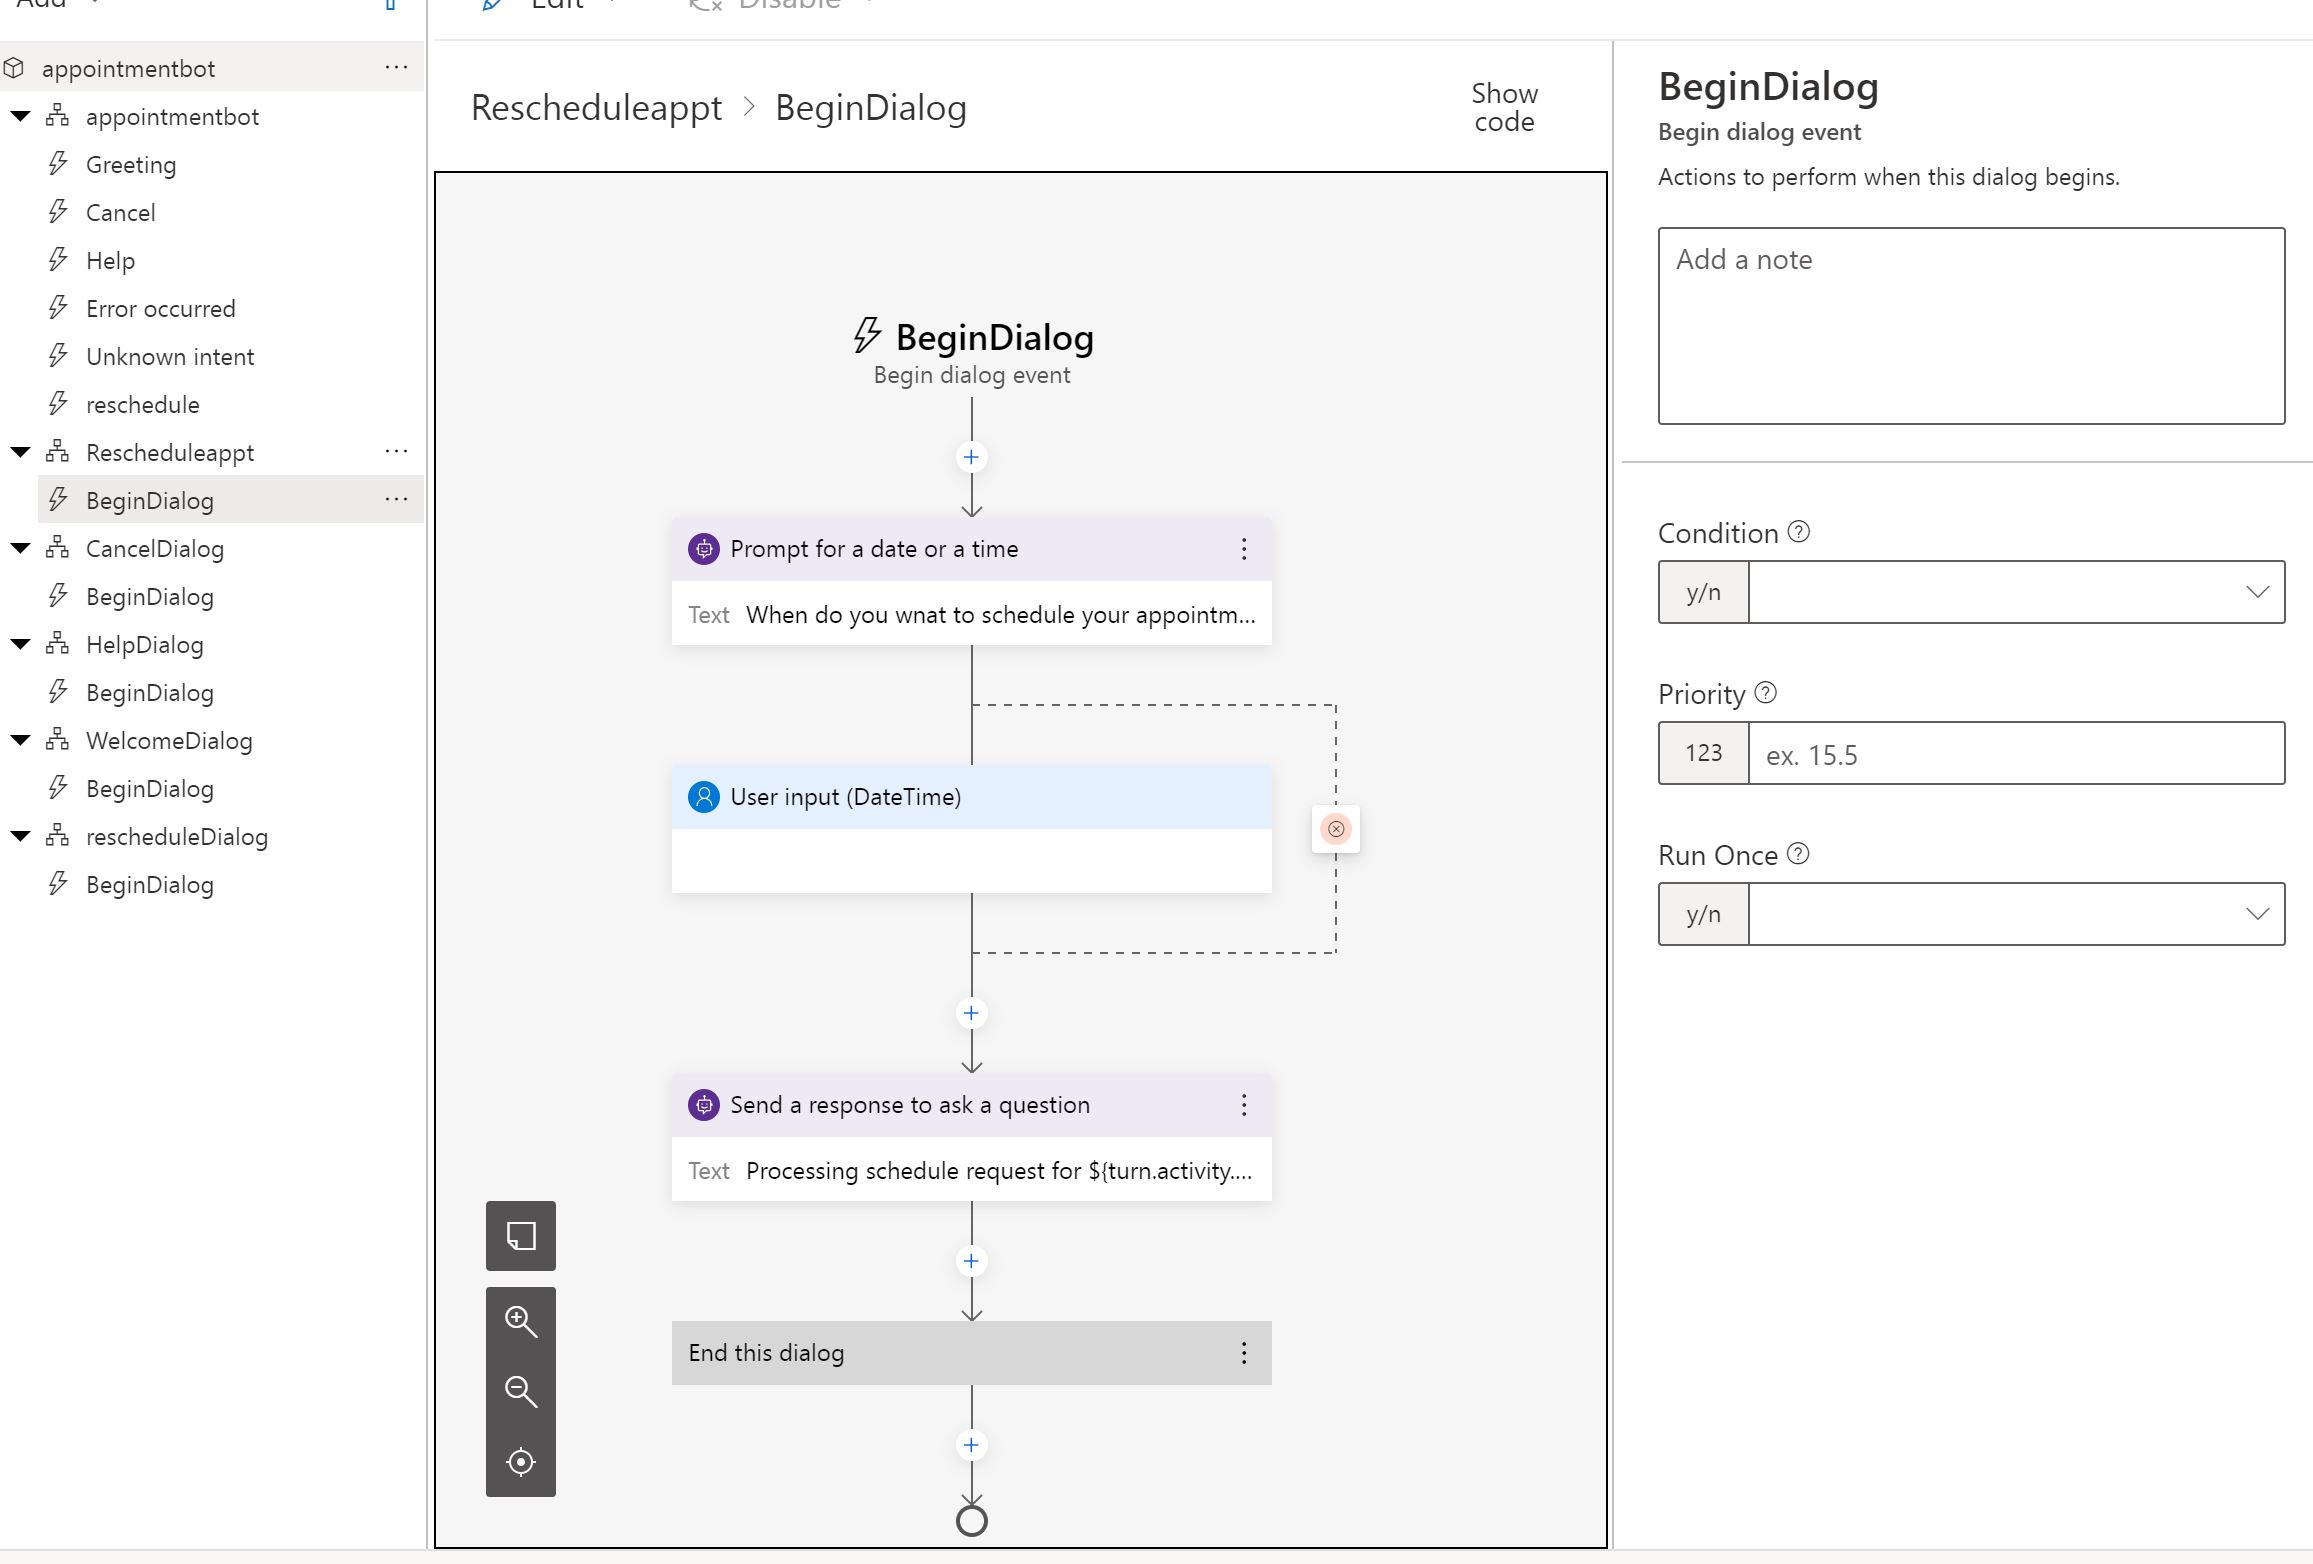 Add
Edit
Disable
appointmentbot
appointmentbot
Greeting
Cancel
Help
Error occurred
Unknown intent
reschedule
Rescheduleappt
BeginDialog
CancelDialog
BeginDialog
HelpDialog
BeginDialog
WelcomeDialog
BeginDialog
rescheduleDialog
BeginDialog
Rescheduleappt > BeginDialog
Show
code
BeginDialog
Begin dialog event
Prompt for a date or a time
Text When do you wnat to schedule your appointm...
User input (DateTime)
Send a response to ask a question
Text Processing schedule request for ${turn.activity....
End this dialog
BeginDialog
Begin dialog event
Actions to perform when this dialog begins.
Add a note
Condition ?
y/n
Priority ?
123 ex. 15.5
Run Once ?
y/n